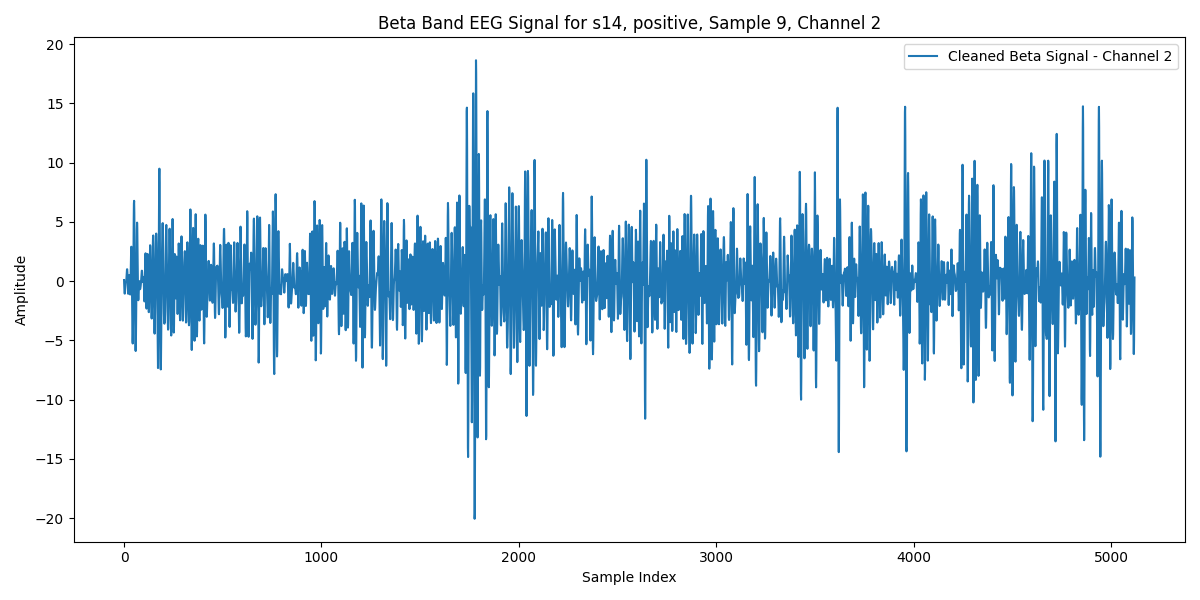 Beta Band EEG Signal for s14, positive, Sample 9, Channel 2
Cleaned Beta Signal - Channel 2
20
15
10
5
0
−5
−10
−15
−20
Amplitude
0 1000 2000 3000 4000 5000
Sample Index